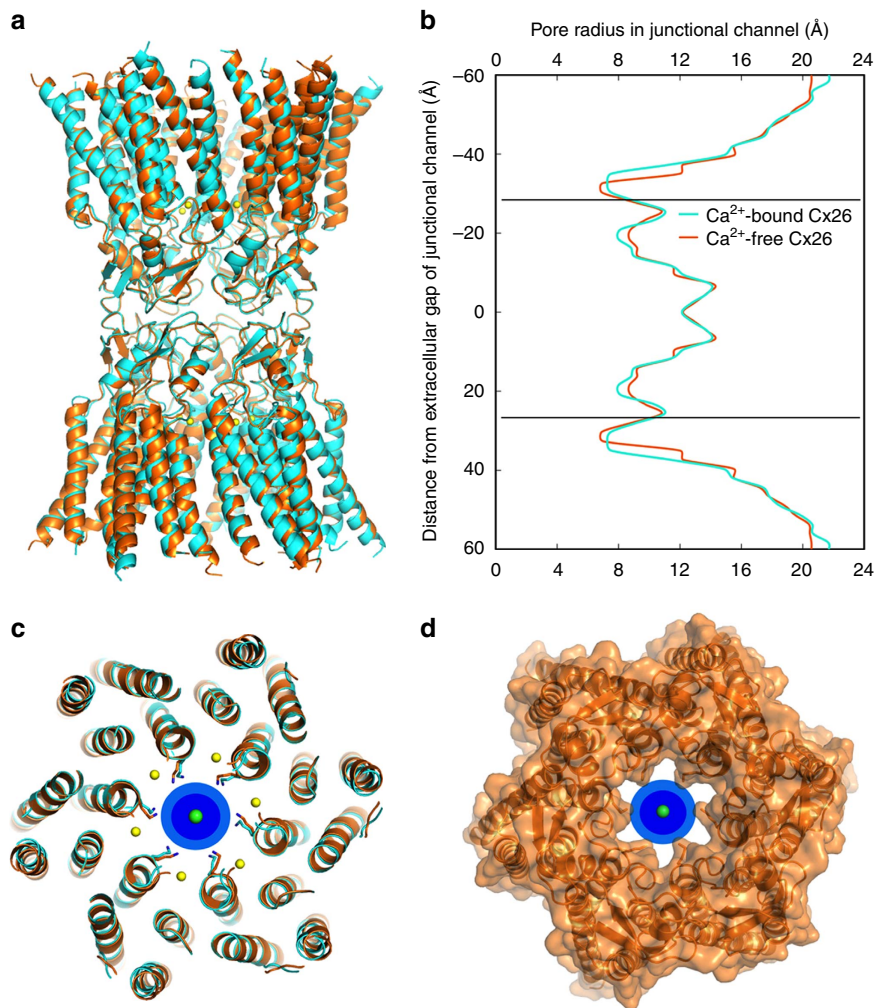 a
b
Pore radius in junctional channel (Å)
0 4 8 12 16 20 24
Distance from extracellular gap of junctional channel (Å)
–60
–40
–20
0
20
40
60
Ca2+-bound Cx26
Ca2+-free Cx26
0 4 8 12 16 20 24
c
d